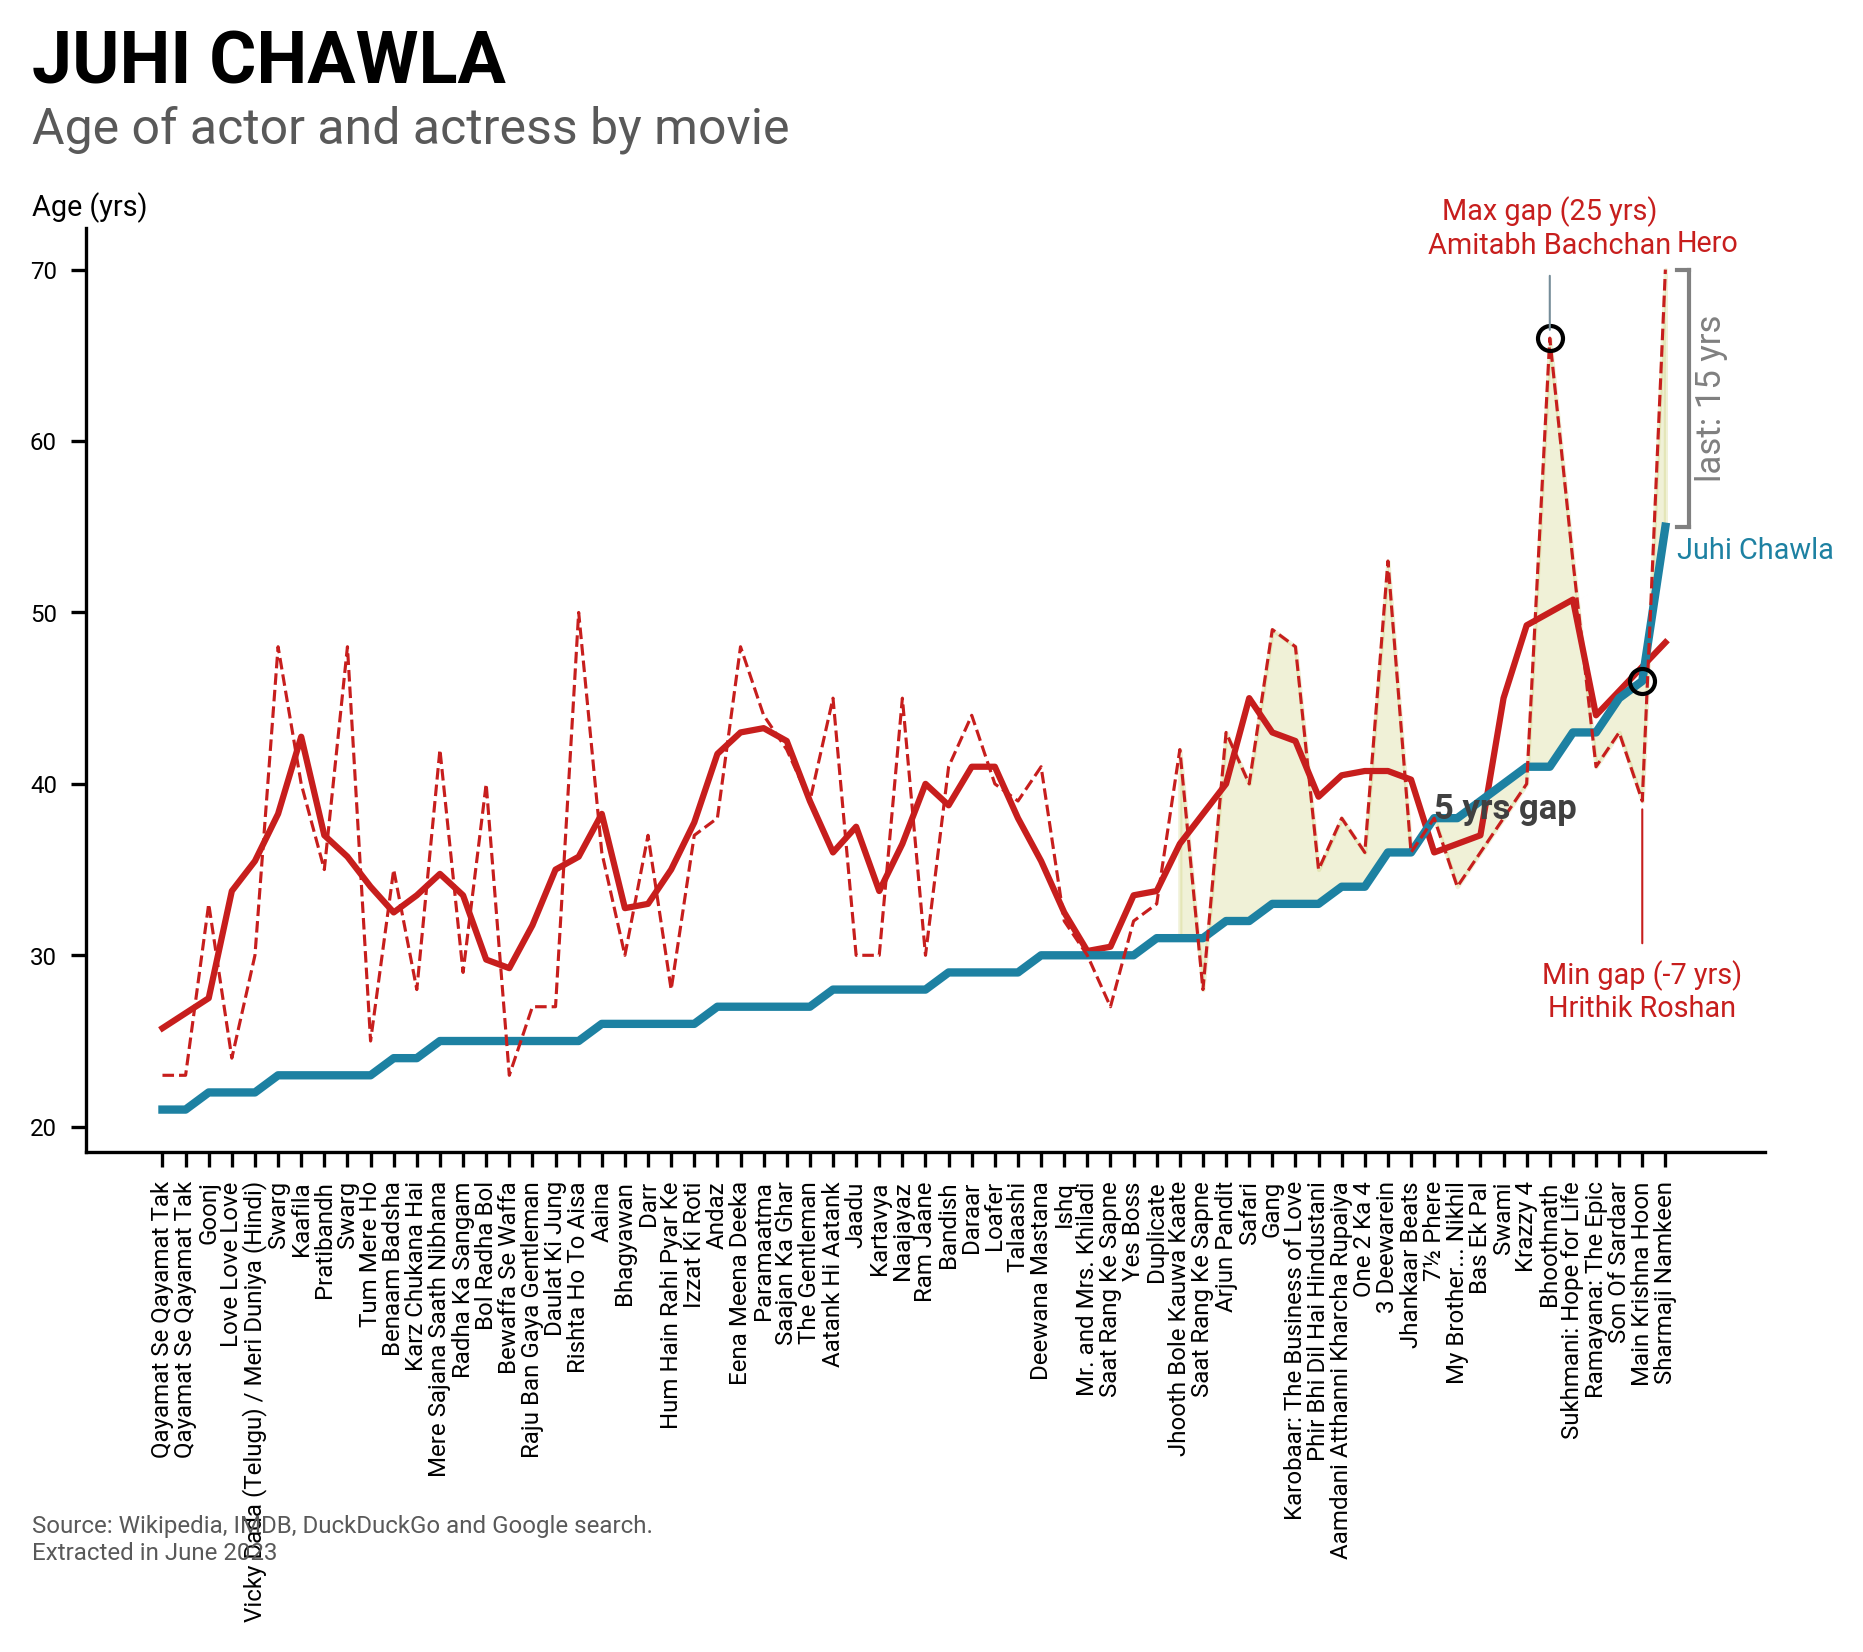 JUHI CHAWLA
Age of actor and actress by movie
Age (yrs)
Max gap (25 yrs)
Amitabh Bachchan
Hero
70
60
50
40
30
20
last: 15 yrs
Juhi Chawla
5 yrs gap
Min gap (-7 yrs)
Hrithik Roshan
Qayamat Se Qayamat Tak
Qayamat Se Qayamat Tak
Goonj
Love Love Love
Vicky Dada (Telugu) / Meri Duniya (Hindi)
Swarg
Kaafila
Pratibandh
Swarg
Tum Mere Ho
Benaam Badsha
Karz Chukana Hai
Mere Sajana Saath Nibhana
Radha Ka Sangam
Bol Radha Bol
Bewaffa Se Waffa
Raju Ban Gaya Gentleman
Daulat Ki Jung
Rishta Ho To Aisa
Aaina
Bhagyawan
Darr
Hum Hain Rahi Pyar Ke
Izzat Ki Roti
Andaz
Eena Meena Deeka
Paramaatma
Saajan Ka Ghar
The Gentleman
Aatank Hi Aatank
Jaadu
Kartavya
Naajayaz
Ram Jaane
Bandish
Daraar
Loafer
Talaashi
Deewana Mastana
Ishq
Mr. and Mrs. Khiladi
Saat Rang Ke Sapne
Yes Boss
Duplicate
Jhooth Bole Kauwa Kaate
Saat Rang Ke Sapne
Arjun Pandit
Safari
Gang
Karobaar: The Business of Love
Phir Bhi Dil Hai Hindustani
Aamdani Atthanni Kharcha Rupaiya
One 2 Ka 4
3 Deewarein
Jhankaar Beats
7½ Phere
My Brother... Nikhil
Bas Ek Pal
Swami
Krazzy 4
Bhoothnath
Sukhmani: Hope for Life
Ramayana: The Epic
Son Of Sardaar
Main Krishna Hoon
Sharmaji Namkeen
Source: Wikipedia, IMDB, DuckDuckGo and Google search.
Extracted in June 2023